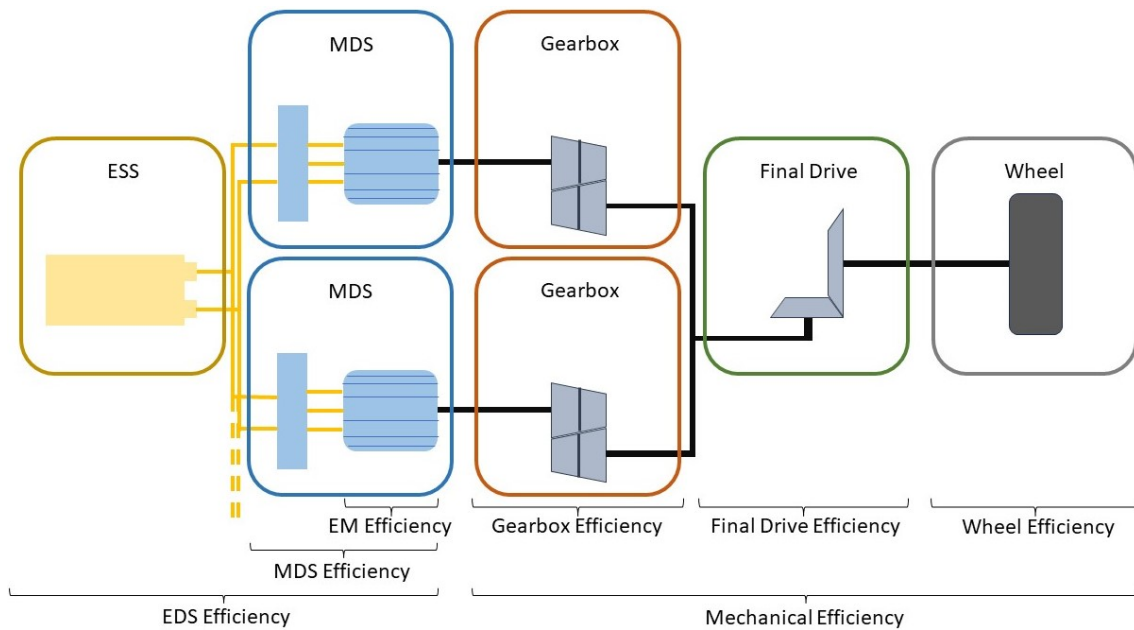 MDS
Gearbox
ESS
Final Drive
Wheel
MDS
Gearbox
EM Efficiency
Gearbox Efficiency
Final Drive Efficiency
Wheel Efficiency
MDS Efficiency
EDS Efficiency
Mechanical Efficiency